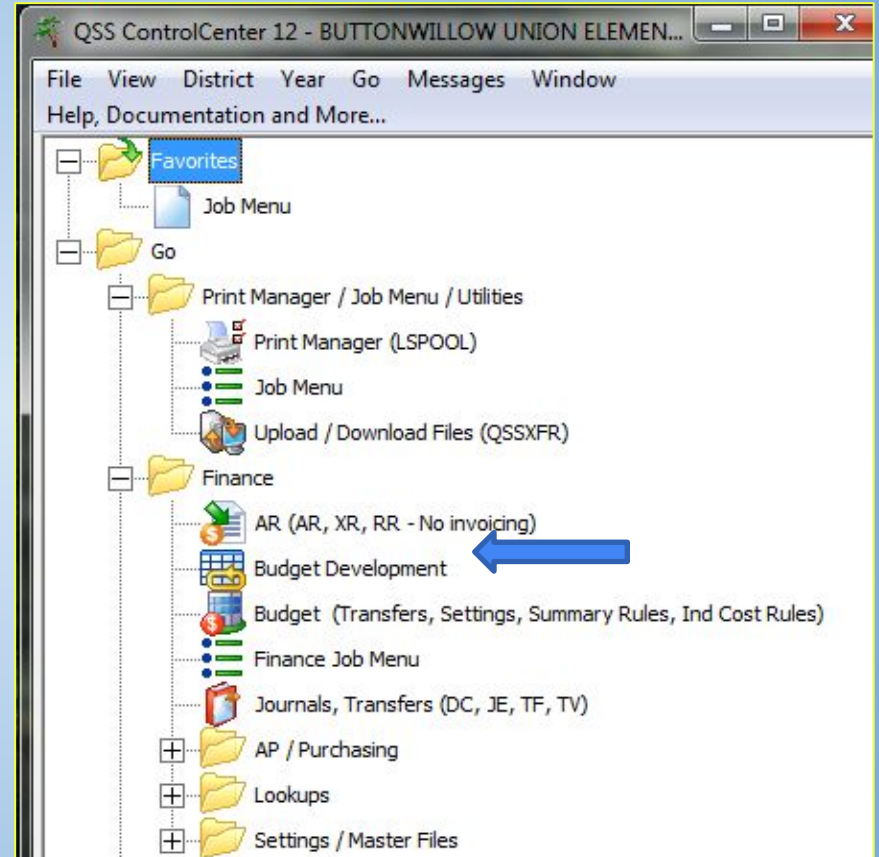 QSS ControlCenter 12 - BUTTONWILLOW UNION ELEMEN...
File View District Year Go Messages Window
Help, Documentation and More...
Favorites
Job Menu
Go
Print Manager / Job Menu / Utilities
Print Manager (LSPOOL)
Job Menu
Upload / Download Files (QSSXFR)
Finance
AR (AR, XR, RR - No invoicing)
Budget Development
Budget (Transfers, Settings, Summary Rules, Ind Cost Rules)
Finance Job Menu
Journals, Transfers (DC, JE, TF, TV)
AP / Purchasing
Lookups
Settings / Master Files